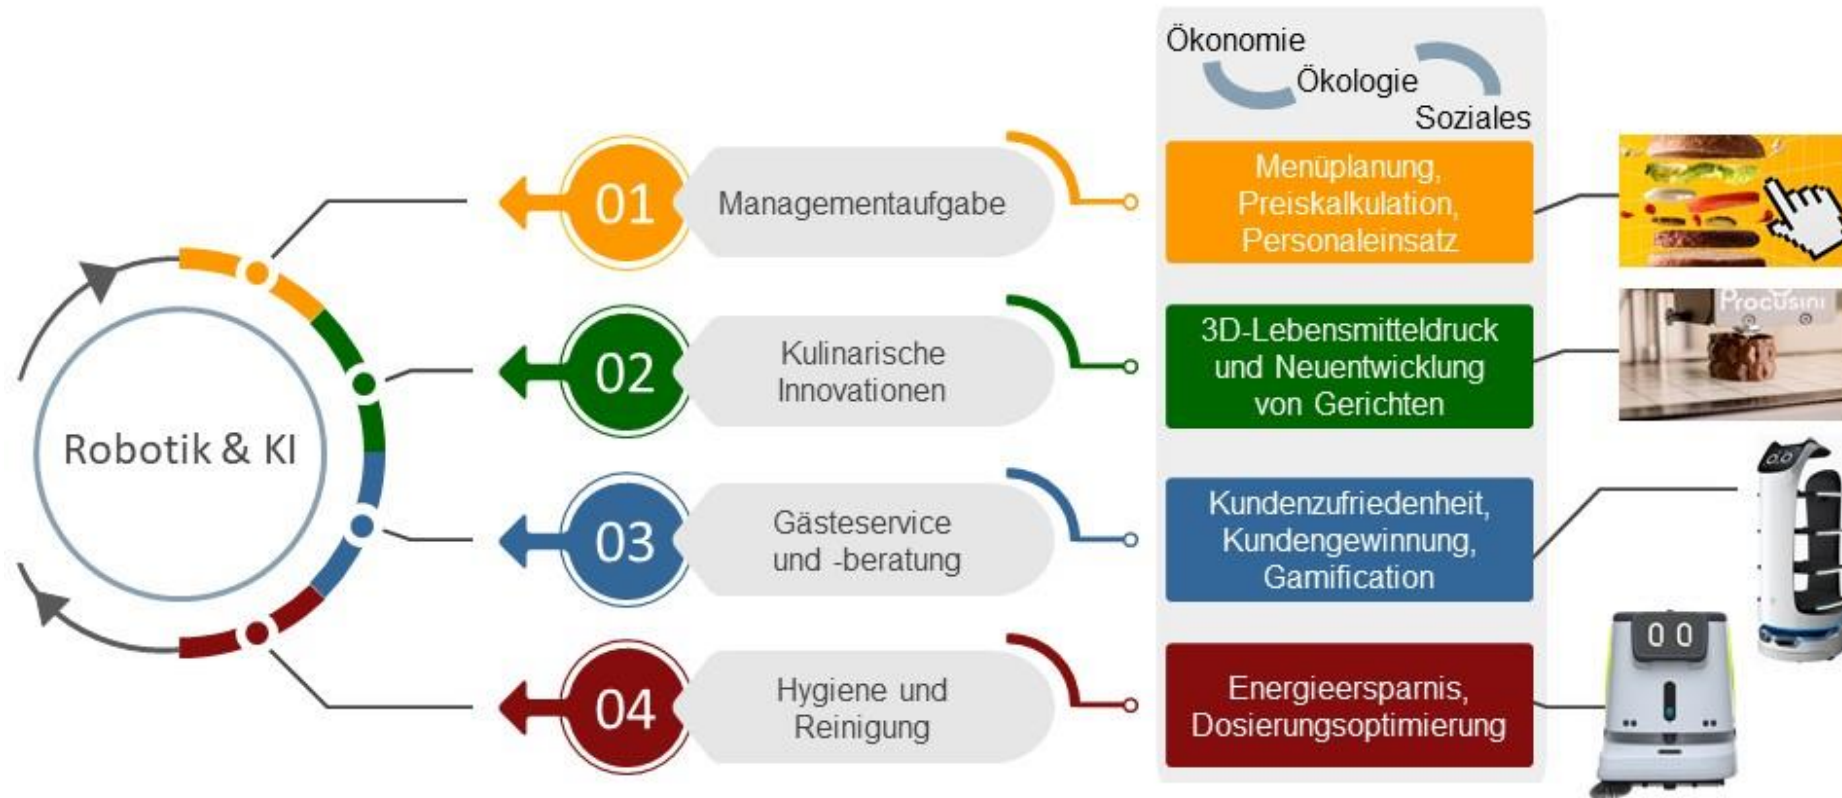 Ökonomie
Ökologie
Soziales
Robotik & KI
01
Managementaufgabe
Menüplanung,
Preiskalkulation,
Personaleinsatz
02
Kulinarische
Innovationen
3D-Lebensmitteldruck
und Neuentwicklung
von Gerichten
Procusini
03
Gästeservice
und -beratung
Kundenzufriedenheit,
Kundengewinnung,
Gamification
04
Hygiene und
Reinigung
Energieersparnis,
Dosierungsoptimierung